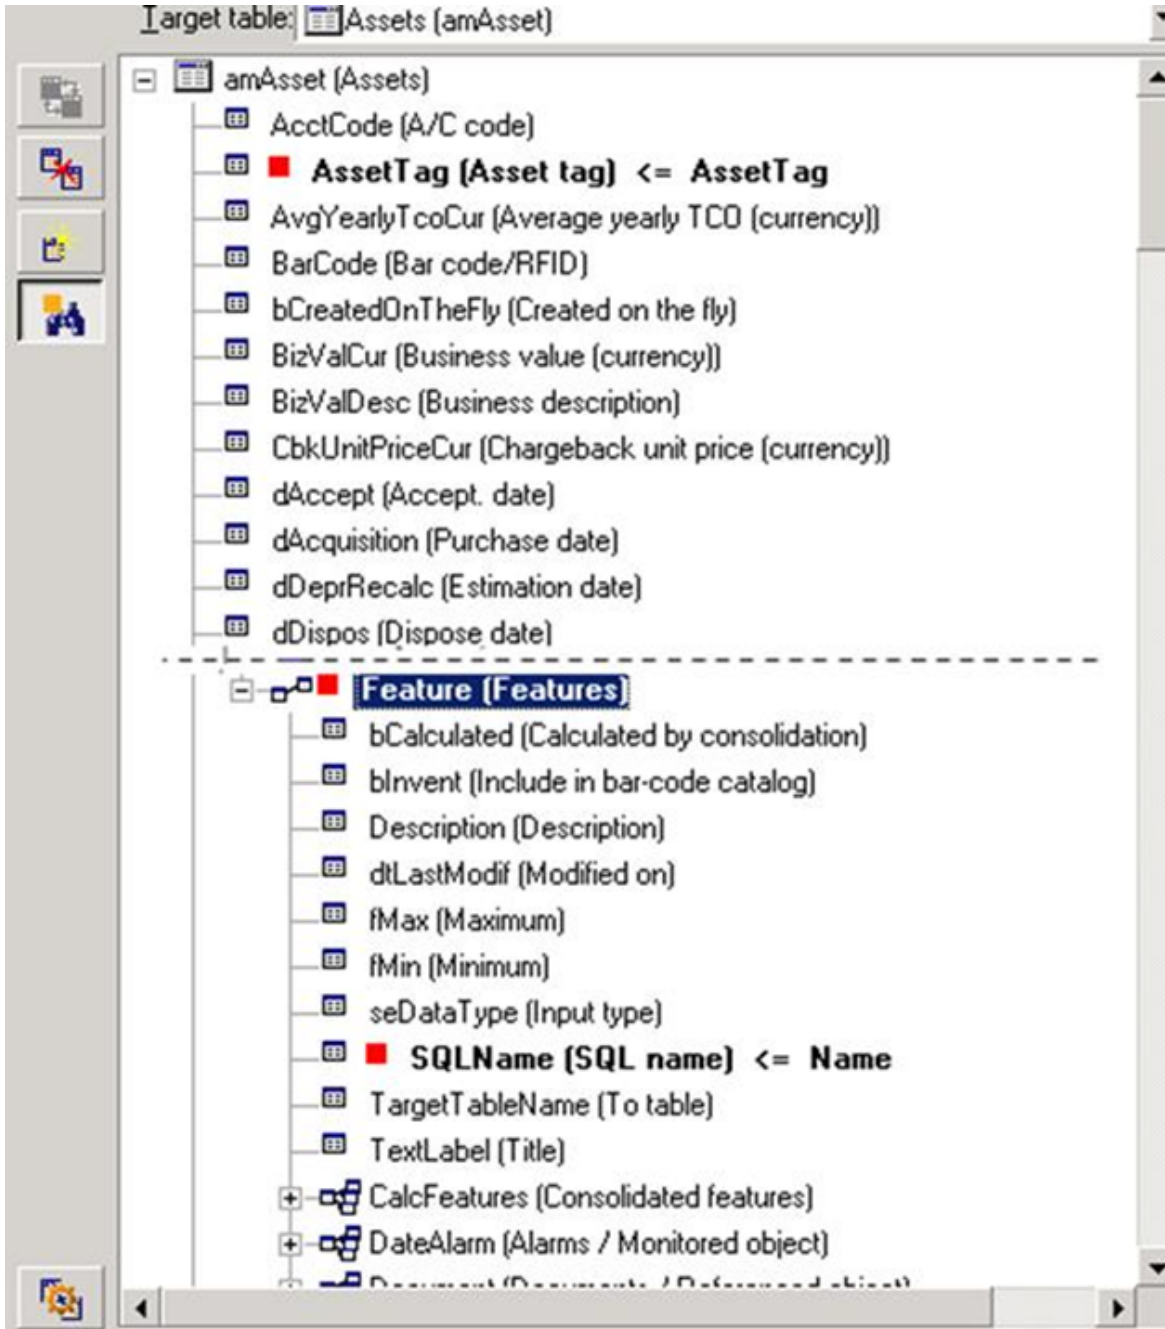 Target table: Assets (amAsset)
amAsset (Assets)
AcctCode (A/C code)
AssetTag (Asset tag) <= AssetTag
AvgYearlyTcoCur (Average yearly TCO (currency))
BarCode (Bar code/RFID)
bCreatedOnTheFly (Created on the fly)
BizValCur (Business value (currency))
BizValDesc (Business description)
CbkUnitPriceCur (Chargeback unit price (currency))
dAccept (Accept. date)
dAcquisition (Purchase date)
dDeprRecalc (Estimation date)
dDispos (Dispose date)
Feature (Features)
bCalculated (Calculated by consolidation)
bInvent (Include in bar-code catalog)
Description (Description)
dtLastModif (Modified on)
fMax (Maximum)
fMin (Minimum)
seDataType (Input type)
SQLName (SQL name) <= Name
TargetTableName (To table)
TextLabel (Title)
CalcFeatures (Consolidated features)
DateAlarm (Alarms / Monitored object)
Document (Documents / Referenced object)